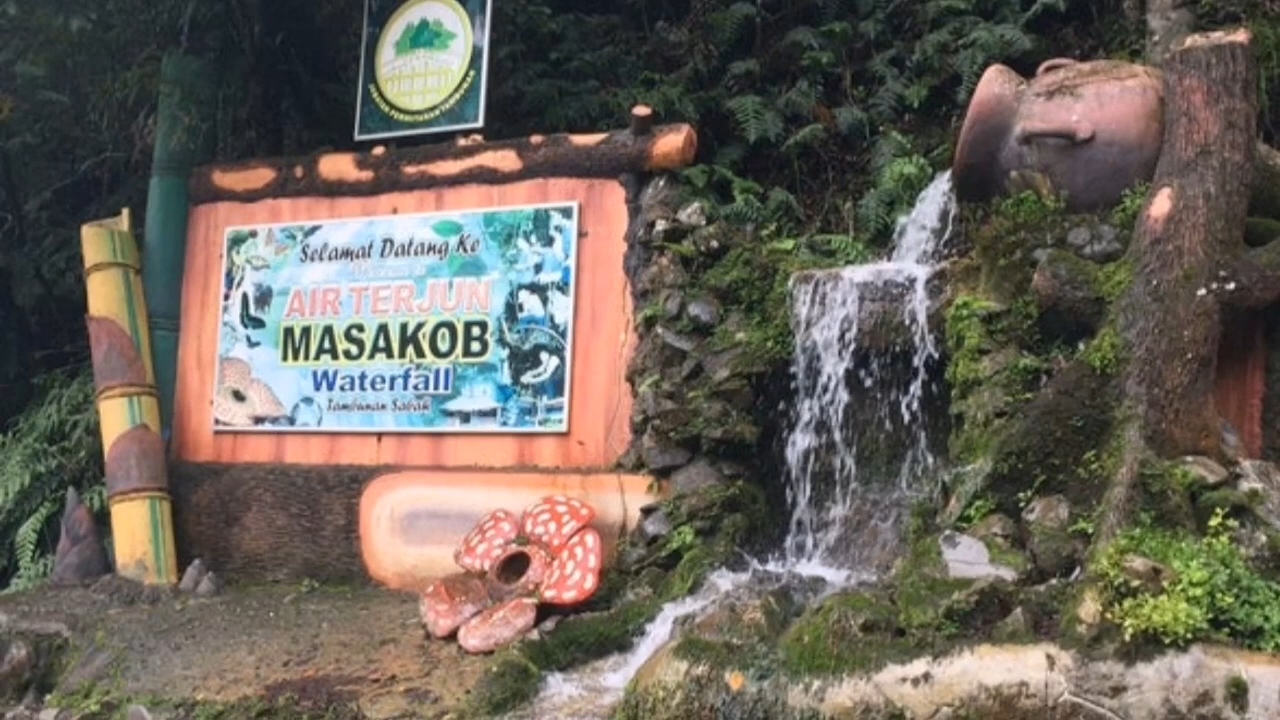 Selamat Datang Ke
AIR TERJUN
MASAKOB
Waterfall
Tambunan Sabah